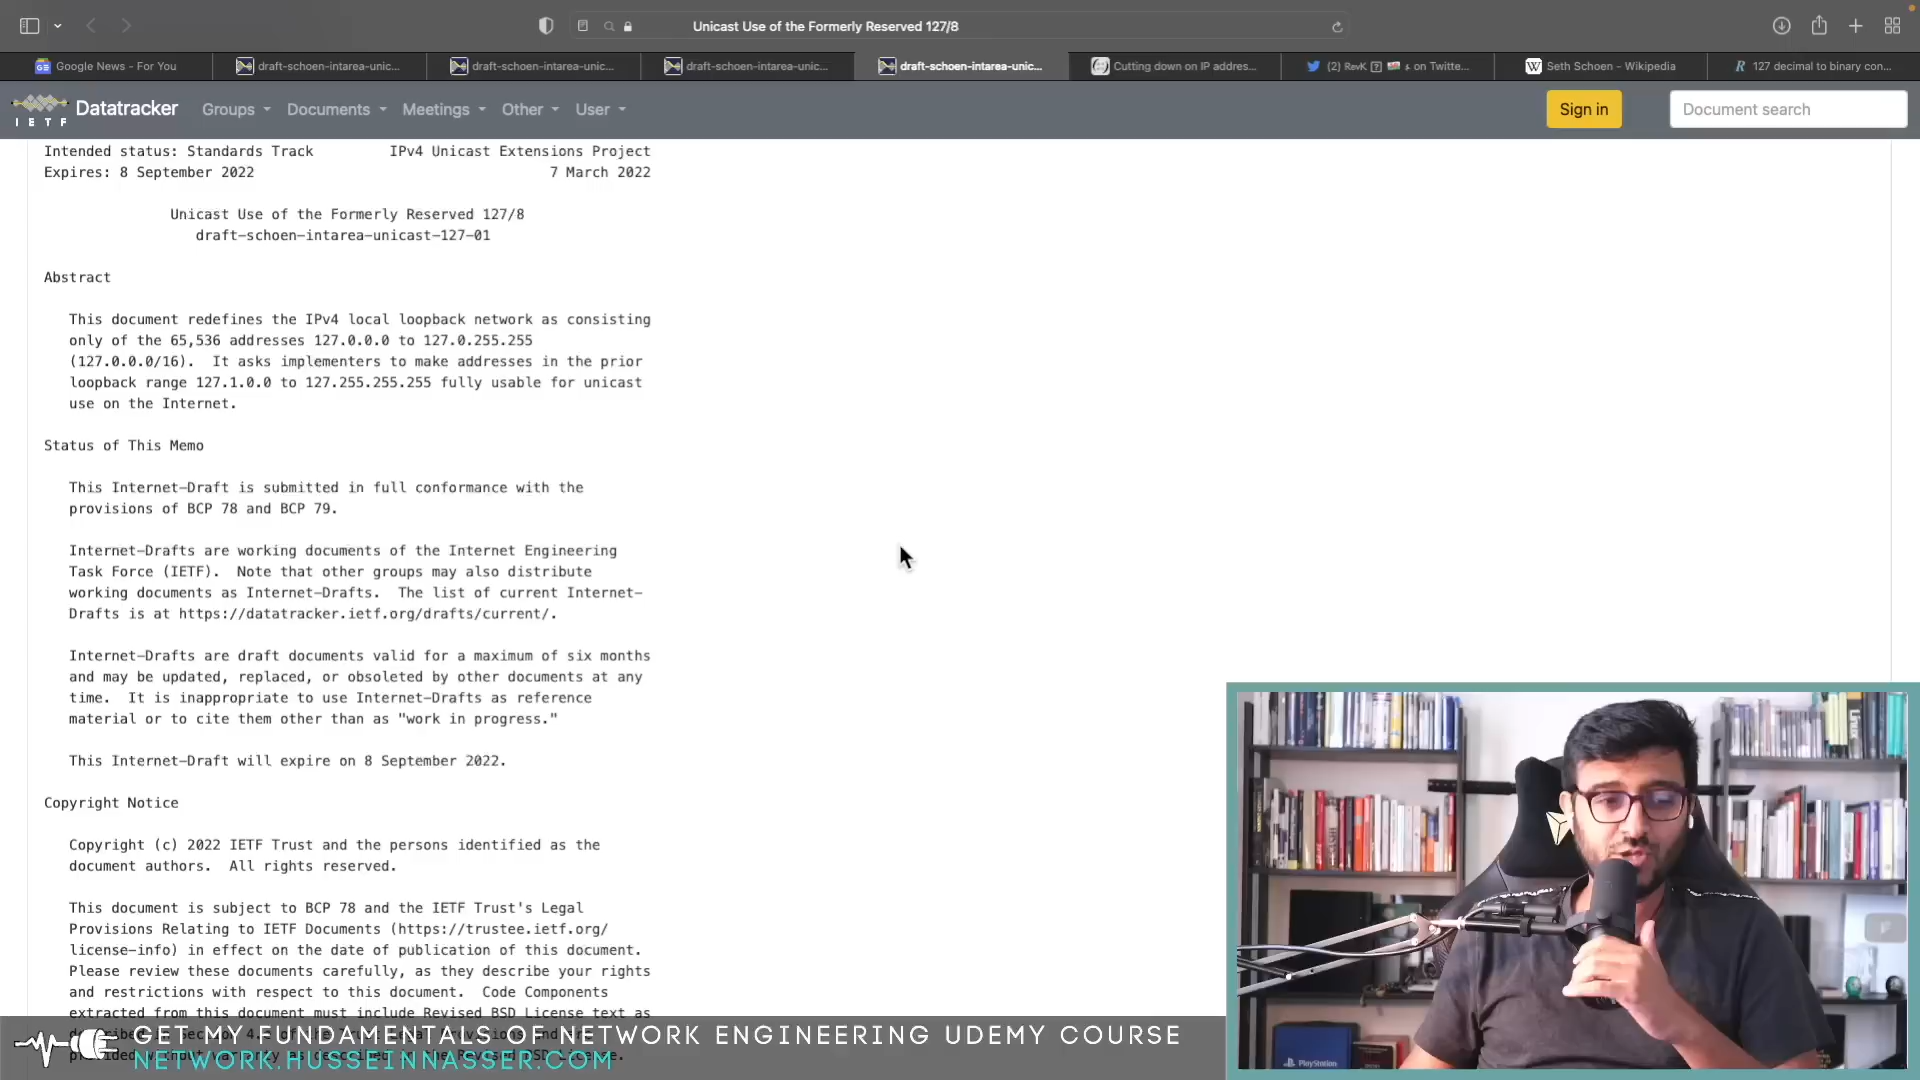 Unicast Use of the Formerly Reserved 127/8
Google News - For You
draft-schoen-intarea-unic...
draft-schoen-intarea-unic...
draft-schoen-intarea-unic...
draft-schoen-intarea-unic...
Cutting down on IP addres...
(2) RevK on Twitte...
Seth Schoen - Wikipedia
127 decimal to binary con...
IETF
Datatracker
Groups
Documents
Meetings
Other
User
Sign in
Document search
Intended status: Standards Track IPv4 Unicast Extensions Project
Expires: 8 September 2022 7 March 2022
Unicast Use of the Formerly Reserved 127/8
draft-schoen-intarea-unicast-127-01
Abstract
This document redefines the IPv4 local loopback network as consisting
only of the 65,536 addresses 127.0.0.0 to 127.0.255.255
(127.0.0.0/16). It asks implementers to make addresses in the prior
loopback range 127.1.0.0 to 127.255.255.255 fully usable for unicast
use on the Internet.
Status of This Memo
This Internet-Draft is submitted in full conformance with the
provisions of BCP 78 and BCP 79.
Internet-Drafts are working documents of the Internet Engineering
Task Force (IETF). Note that other groups may also distribute
working documents as Internet-Drafts. The list of current Internet-
Drafts is at https://datatracker.ietf.org/drafts/current/.
Internet-Drafts are draft documents valid for a maximum of six months
and may be updated, replaced, or obsoleted by other documents at any
time. It is inappropriate to use Internet-Drafts as reference
material or to cite them other than as "work in progress."
This Internet-Draft will expire on 8 September 2022.
Copyright Notice
Copyright (c) 2022 IETF Trust and the persons identified as the
document authors. All rights reserved.
This document is subject to BCP 78 and the IETF Trust's Legal
Provisions Relating to IETF Documents (https://trustee.ietf.org/
license-info) in effect on the date of publication of this document.
Please review these documents carefully, as they describe your rights
and restrictions with respect to this document. Code Components
extracted from this document must include Revised BSD License text as
GET MY FUNDAMENTALS OF NETWORK ENGINEERING UDEMY COURSE
NETWORK.HUSSEINNASSER.COM
PlayStation